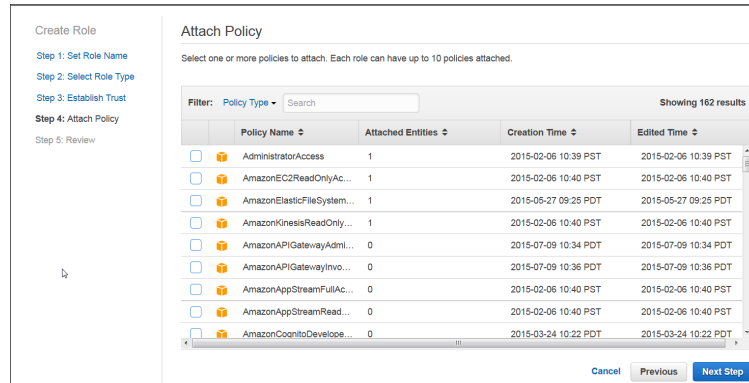 Create Role
Step 1: Set Role Name
Step 2: Select Role Type
Step 3: Establish Trust
Step 4: Attach Policy
Step 5: Review
Attach Policy
Select one or more policies to attach. Each role can have up to 10 policies attached.
Filter: Policy Type Search Showing 162 results
Policy Name Attached Entities Creation Time Edited Time
AdministratorAccess 1 2015-02-06 10:39 PST 2015-02-06 10:39 PST
AmazonEC2ReadOnlyAc... 1 2015-02-06 10:40 PST 2015-02-06 10:40 PST
AmazonElasticFileSystem... 1 2015-05-27 09:25 PDT 2015-05-27 09:25 PDT
AmazonKinesisReadOnly... 1 2015-02-06 10:40 PST 2015-02-06 10:40 PST
AmazonAPIGatewayAdmi... 0 2015-07-09 10:34 PDT 2015-07-09 10:34 PDT
AmazonAPIGatewayInvo... 0 2015-07-09 10:36 PDT 2015-07-09 10:36 PDT
AmazonAppStreamFullAc... 0 2015-02-06 10:40 PST 2015-02-06 10:40 PST
AmazonAppStreamRead... 0 2015-02-06 10:40 PST 2015-02-06 10:40 PST
AmazonCognitoDevelope... 0 2015-03-24 10:22 PDT 2015-03-24 10:22 PDT
Cancel Previous Next Step